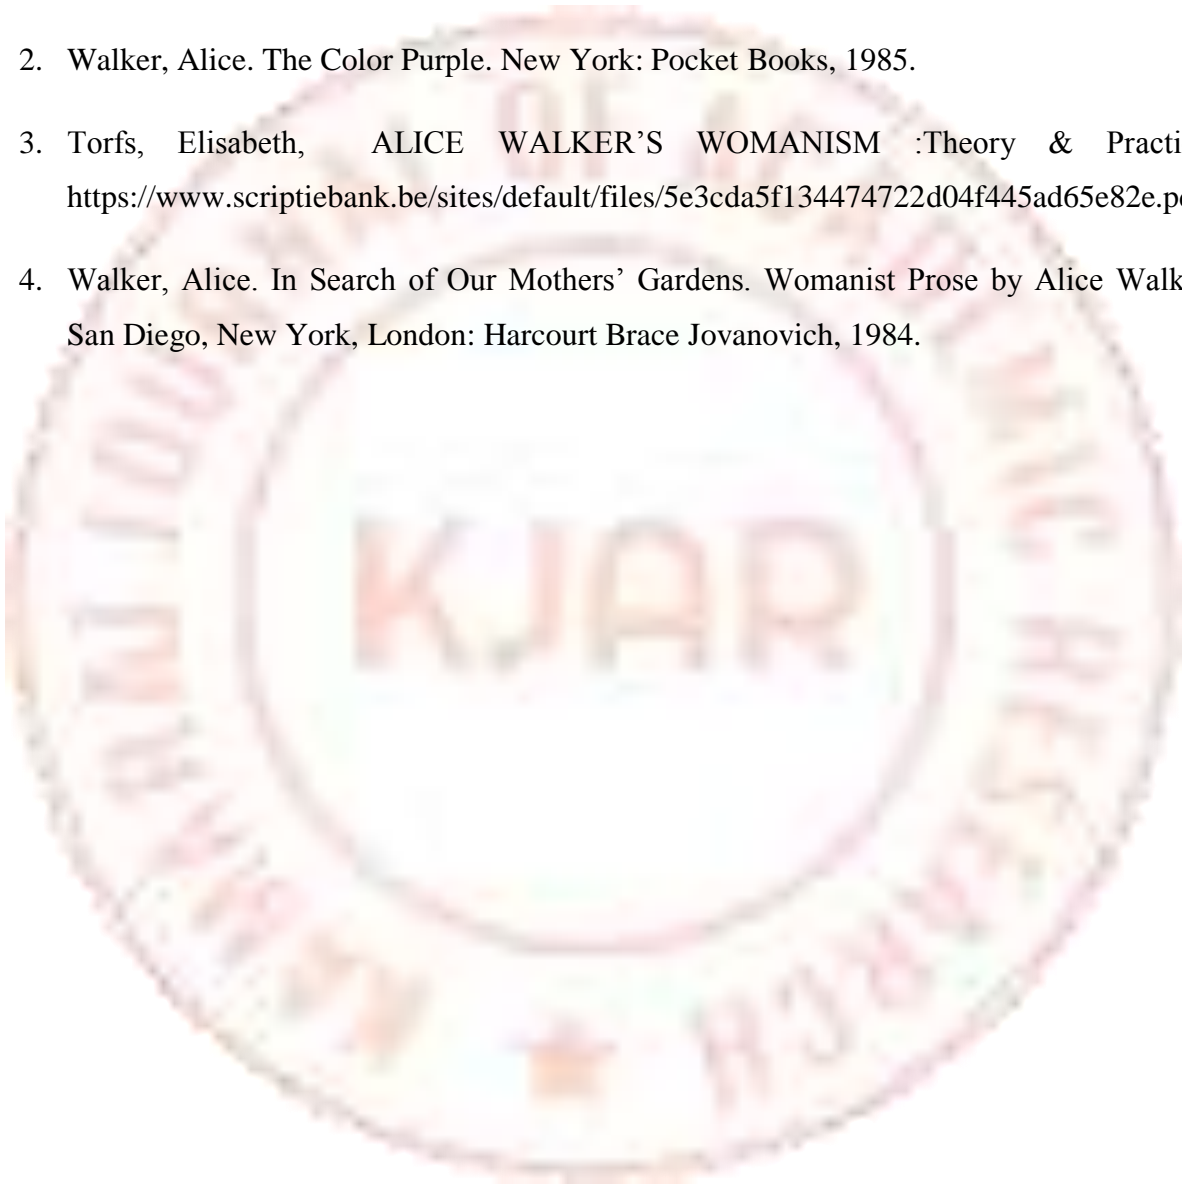 2. Walker, Alice. The Color Purple. New York: Pocket Books, 1985.
3. Torfs, Elisabeth, ALICE WALKER’S WOMANISM :Theory & Practi
https://www.scriptiebank.be/sites/default/files/5e3cda5f134474722d04f445ad65e82e.p
4. Walker, Alice. In Search of Our Mothers’ Gardens. Womanist Prose by Alice Walk
San Diego, New York, London: Harcourt Brace Jovanovich, 1984.
KJAR